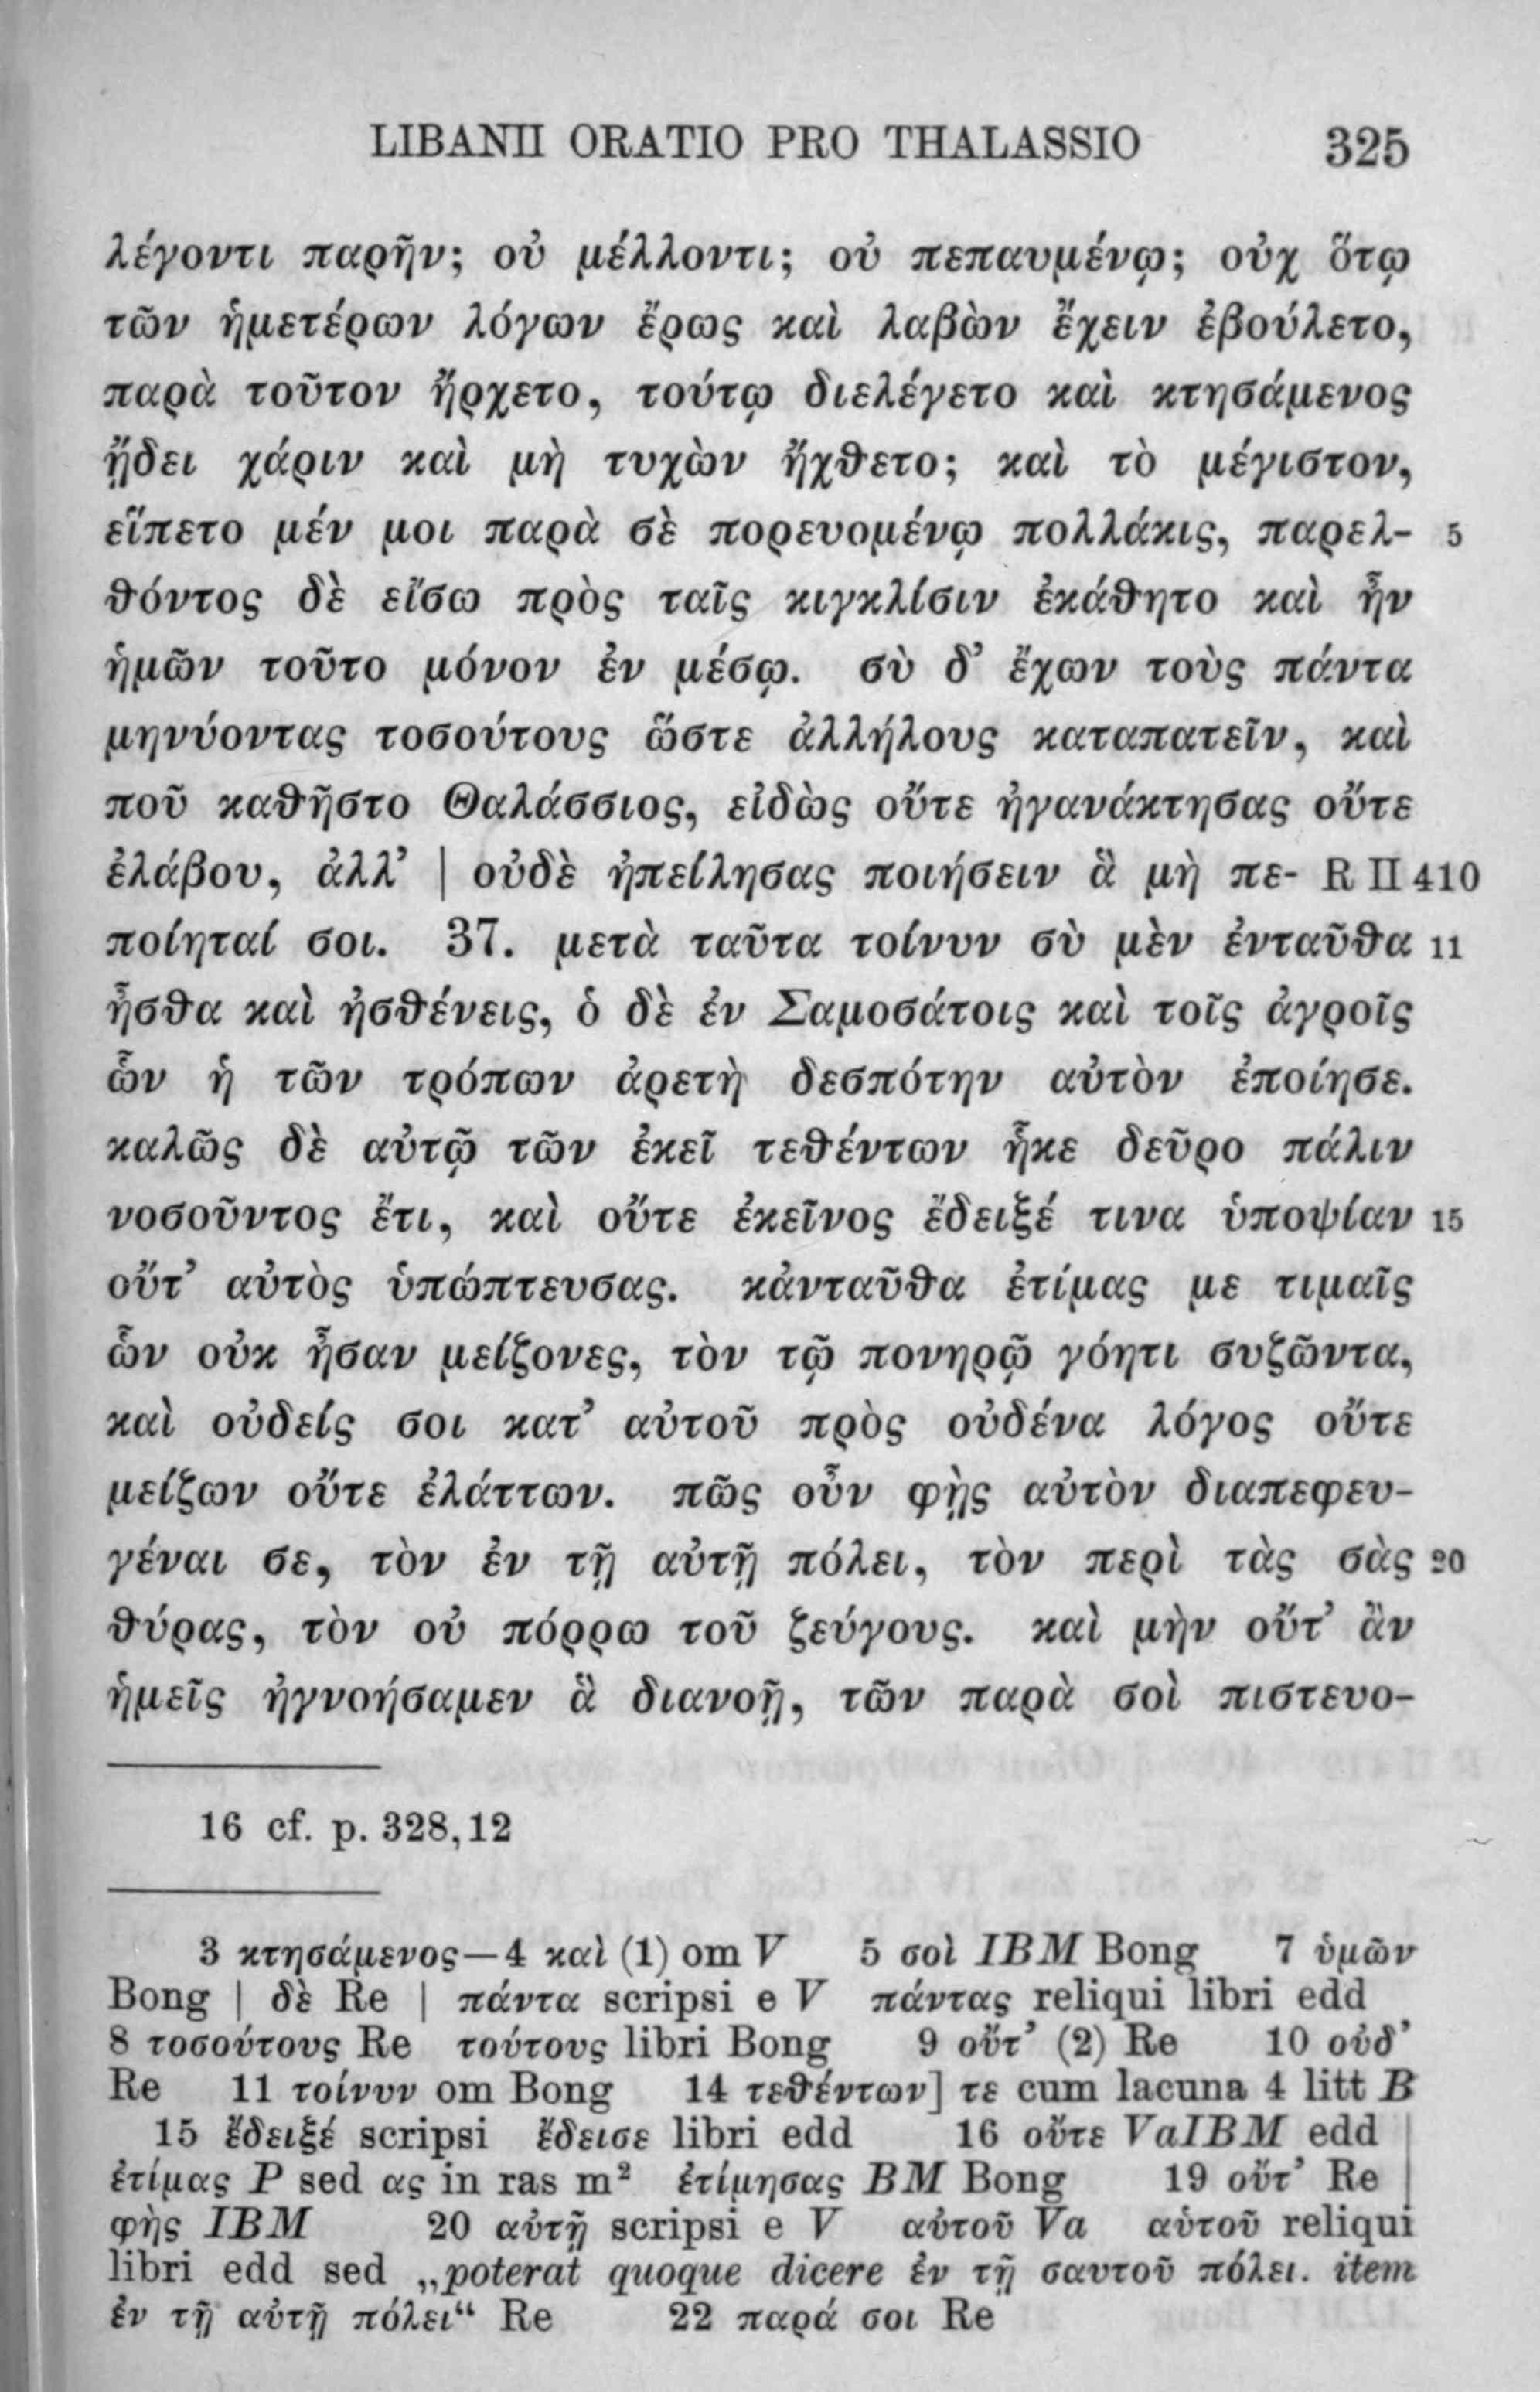 LIBANII ORATIO PRO THALASSIO 325
λέγοντι παρῆν; οὐ μέλλοντι; οὐ πεπαυμένῳ; οὐχ ὅτῳ
τῶν ἡμετέρων λόγων ἔρως καὶ λαβὼν ἔχειν ἐβούλετο,
παρὰ τοῦτον ἤρχετο, τούτῳ διελέγετο καὶ κτησάμενος
ᾔδει χάριν καὶ μὴ τυχὼν ἤχθετο; καὶ τὸ μέγιστον,
εἵπετο μέν μοι παρὰ σὲ πορευομένῳ πολλάκις, παρελ- 5
θόντος δὲ εἴσω πρὸς ταῖς κιγκλίσιν ἐκάθητο καὶ ἦν
ἡμῶν τοῦτο μόνον ἐν μέσῳ. σὺ δ’ ἔχων τοὺς πάντα
μηνύοντας τοσούτους ὥστε ἀλλήλους καταπατεῖν, καὶ
ποῦ καθῆστο Θαλάσσιος, εἰδὼς οὔτε ἠγανάκτησας οὔτε
ἐλάβου, ἀλλ’ | οὐδὲ ἠπείλησας ποιήσειν ἃ μὴ πε- R II 410
ποίηταί σοι. 37. μετὰ ταῦτα τοίνυν σὺ μὲν ἐνταῦθα 11
ἦσθα καὶ ἠσθένεις, ὁ δὲ ἐν Σαμοσάτοις καὶ τοῖς ἀγροῖς
ὧν ἡ τῶν τρόπων ἀρετὴ δεσπότην αὐτὸν ἐποίησε.
καλῶς δὲ αὐτῷ τῶν ἐκεῖ τεθέντων ἧκε δεῦρο πάλιν
νοσοῦντος ἔτι, καὶ οὔτε ἐκεῖνος ἔδειξέ τινα ὑποψίαν 15
οὔτ’ αὐτὸς ὑπώπτευσας. κἀνταῦθα ἐτίμας με τιμαῖς
ὧν οὐκ ἦσαν μείζονες, τὸν τῷ πονηρῷ γόητι συζῶντα,
καὶ οὐδείς σοι κατ’ αὐτοῦ πρὸς οὐδένα λόγος οὔτε
μείζων οὔτε ἐλάττων. πῶς οὖν φῂς αὐτὸν διαπεφευ-
γέναι σε, τὸν ἐν τῇ αὐτῇ πόλει, τὸν περὶ τὰς σὰς 20
θύρας, τὸν οὐ πόρρω τοῦ ζεύγους. καὶ μὴν οὔτ’ ἂν
ἡμεῖς ἠγνοήσαμεν ἃ διανοῇ, τῶν παρὰ σοὶ πιστευο-
16 cf. p. 328,12
3 κτησάμενος—4 καὶ (1) om V 5 σοὶ IBM Bong 7 ὑμῶν
Bong | δὲ Re | πάντα scripsi e V πάντας reliqui libri edd
8 τοσούτους Re τούτους libri Bong 9 οὔτ’ (2) Re 10 οὐδ’
Re 11 τοίνυν om Bong 14 τεθέντων] τε cum lacuna 4 litt B
15 ἔδειξέ scripsi ἔδεισε libri edd 16 οὔτε VaIBM edd |
ἐτίμας P sed ας in ras m² ἐτίμησας BM Bong 19 οὔτ’ Re |
φὴς IBM 20 αὐτῇ scripsi e V αὐτοῦ Va αὑτοῦ reliqui
libri edd sed „poterat quoque dicere ἐν τῇ σαυτοῦ πόλει. item
ἐν τῇ αὐτῇ πόλει“ Re 22 παρά σοι Re